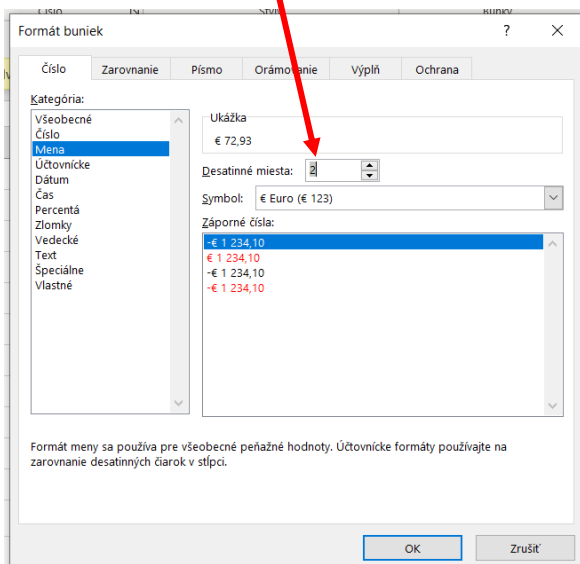 Formát buniek
Číslo Zarovnanie Písmo Orámovanie Výplň Ochrana
Kategória:
Všeobecné
Číslo
Mena
Účtovnícke
Dátum
Čas
Percentá
Zlomky
Vedecké
Text
Špeciálne
Vlastné
Ukážka
€ 72,93
Desatinné miesta: 2
Symbol: € Euro (€ 123)
Záporné čísla:
-€ 1 234,10
€ 1 234,10
-€ 1 234,10
-€ 1 234,10
Formát meny sa používa pre všeobecné peňažné hodnoty. Účtovnícke formáty používajte na
zarovnanie desatinných čiarok v stĺpci.
OK Zrušiť